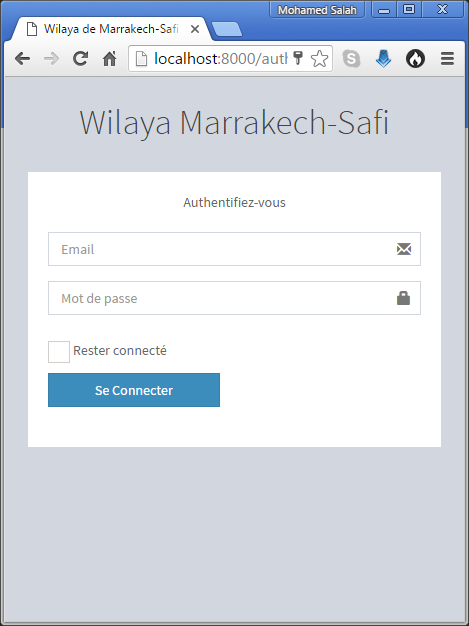 Mohamed Salah
Wilaya de Marrakech-Safi
localhost:8000/auth
Wilaya Marrakech-Safi
Authentifiez-vous
Email
Mot de passe
Rester connecté
Se Connecter